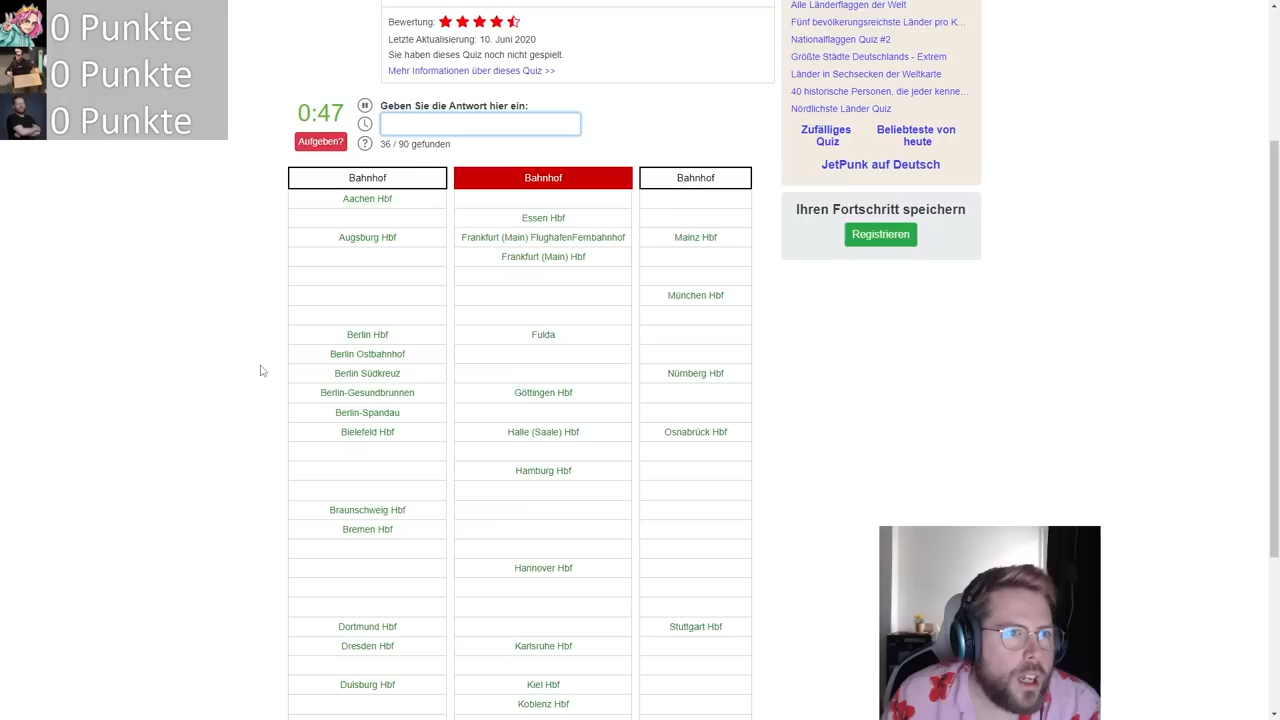 0 Punkte
0 Punkte
0 Punkte
Bewertung:
Letzte Aktualisierung: 10. Juni 2020
Sie haben dieses Quiz noch nicht gespielt.
Mehr Informationen über dieses Quiz >>
Alle Länderflaggen der Welt
Fünf bevölkerungsreichste Länder pro K...
Nationalflaggen Quiz #2
Größte Städte Deutschlands - Extrem
Länder in Sechsecken der Weltkarte
40 historische Personen, die jeder kenne...
Nördlichste Länder Quiz
Zufälliges Quiz
Beliebteste von heute
JetPunk auf Deutsch
Ihren Fortschritt speichern
Registrieren
0:47
Aufgeben?
?
Geben Sie die Antwort hier ein:
36 / 90 gefunden
Bahnhof Bahnhof Bahnhof
Aachen Hbf
Essen Hbf
Augsburg Hbf Frankfurt (Main) FlughafenFernbahnhof Mainz Hbf
Frankfurt (Main) Hbf
München Hbf
Berlin Hbf Fulda
Berlin Ostbahnhof
Berlin Südkreuz Nürnberg Hbf
Berlin-Gesundbrunnen Göttingen Hbf
Berlin-Spandau
Bielefeld Hbf Halle (Saale) Hbf Osnabrück Hbf
Hamburg Hbf
Braunschweig Hbf
Bremen Hbf
Hannover Hbf
Dortmund Hbf Stuttgart Hbf
Dresden Hbf Karlsruhe Hbf
Duisburg Hbf Kiel Hbf
Koblenz Hbf